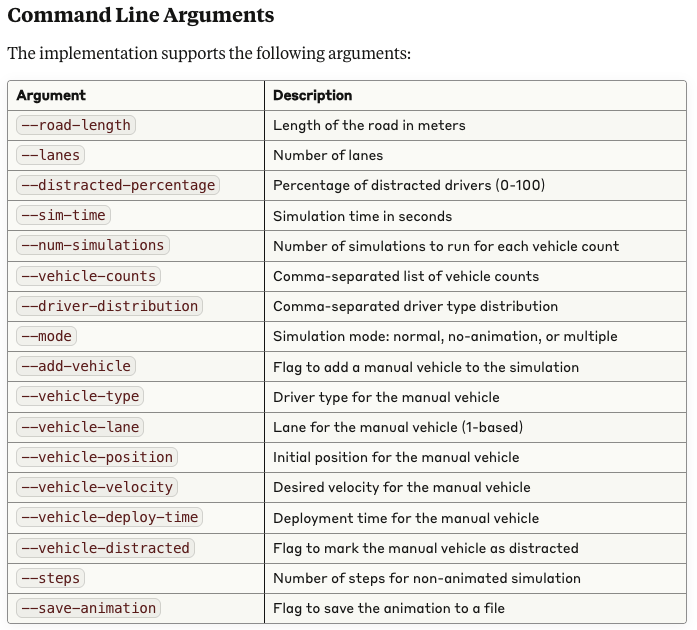 Command Line Arguments
The implementation supports the following arguments:
Argument Description
--road-length Length of the road in meters
--lanes Number of lanes
--distracted-percentage Percentage of distracted drivers (0-100)
--sim-time Simulation time in seconds
--num-simulations Number of simulations to run for each vehicle count
--vehicle-counts Comma-separated list of vehicle counts
--driver-distribution Comma-separated driver type distribution
--mode Simulation mode: normal, no-animation, or multiple
--add-vehicle Flag to add a manual vehicle to the simulation
--vehicle-type Driver type for the manual vehicle
--vehicle-lane Lane for the manual vehicle (1-based)
--vehicle-position Initial position for the manual vehicle
--vehicle-velocity Desired velocity for the manual vehicle
--vehicle-deploy-time Deployment time for the manual vehicle
--vehicle-distracted Flag to mark the manual vehicle as distracted
--steps Number of steps for non-animated simulation
--save-animation Flag to save the animation to a file